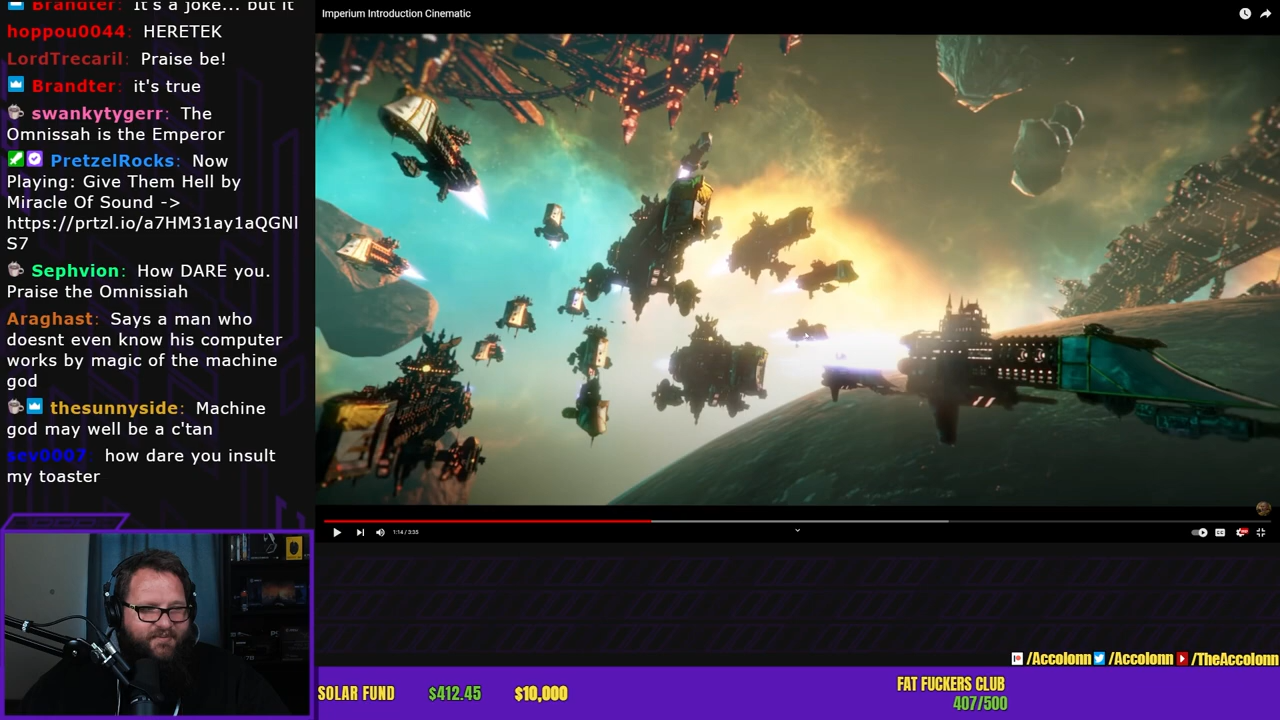 Brandter: It's a joke... but it
hoppou0044: HERETEK
LordTrecaril: Praise be!
Brandter: it's true
swankytygerr: The
Omnissah is the Emperor
PretzelRocks: Now
Playing: Give Them Hell by
Miracle Of Sound ->
https://prtzl.io/a7HM31ay1aQGNl
S7
Sephvion: How DARE you.
Praise the Omnissiah
Araghast: Says a man who
doesnt even know his computer
works by magic of the machine
god
thesunnyside: Machine
god may well be a c'tan
sev0007: how dare you insult
my toaster
Imperium Introduction Cinematic
1:14 / 3:35
/Accolonn /Accolonn /TheAccolonn
SOLAR FUND $412.45 $10,000
FAT FUCKERS CLUB
407/500